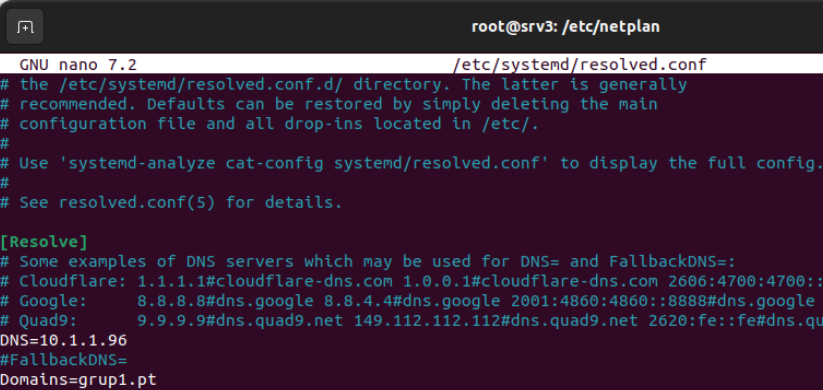 root@srv3: /etc/netplan
GNU nano 7.2 /etc/systemd/resolved.conf
# the /etc/systemd/resolved.conf.d/ directory. The latter is generally
# recommended. Defaults can be restored by simply deleting the main
# configuration file and all drop-ins located in /etc/.
#
# Use 'systemd-analyze cat-config systemd/resolved.conf' to display the full config.
#
# See resolved.conf(5) for details.
[Resolve]
# Some examples of DNS servers which may be used for DNS= and FallbackDNS=:
# Cloudflare: 1.1.1.1#cloudflare-dns.com 1.0.0.1#cloudflare-dns.com 2606:4700:4700::
# Google: 8.8.8.8#dns.google 8.8.4.4#dns.google 2001:4860:4860::8888#dns.google
# Quad9: 9.9.9.9#dns.quad9.net 149.112.112.112#dns.quad9.net 2620:fe::fe#dns.qu
DNS=10.1.1.96
#FallbackDNS=
Domains=grup1.pt